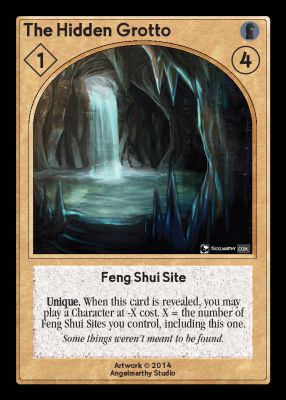 The Hidden Grotto
1
4
Feng Shui Site
Unique. When this card is revealed, you may
play a Character at -X cost. X = the number of
Feng Shui Sites you control, including this one.
Some things weren't meant to be found.
Artwork © 2014
Angelmarthy Studio